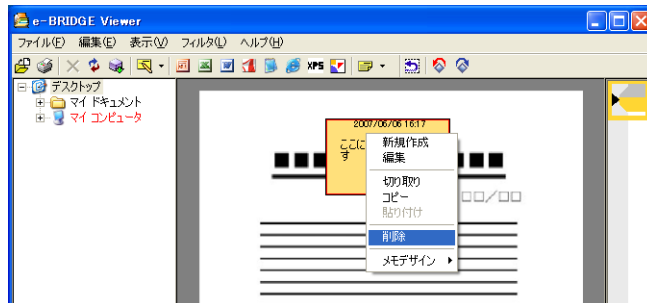 e-BRIDGE Viewer
ファイル(F) 編集(E) 表示(V) フィルタ(L) ヘルプ(H)
XPS
デスクトップ
マイ ドキュメント
マイ コンピュータ
2007/06/06 16:17
ここに
す
新規作成
編集
切り取り
コピー
貼り付け
削除
メモデザイン
□□/□□